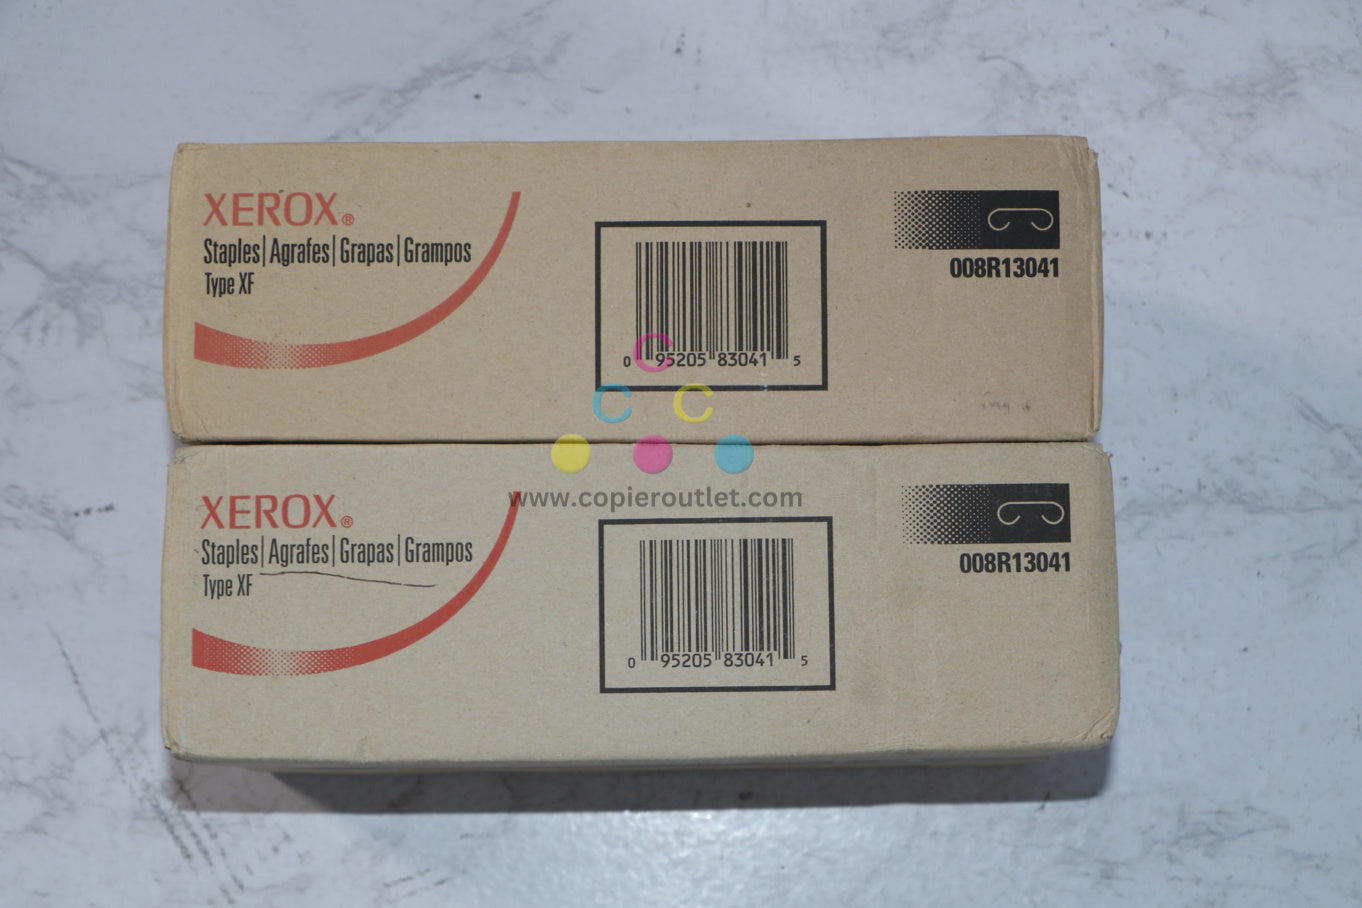 XEROX®
Staples|Agrafes|Grapas|Grampos
Type XF
008R13041
0 95205 83041 5
C
C C
www.copieroutlet.com
XEROX®
Staples|Agrafes|Grapas|Grampos
Type XF
008R13041
0 95205 83041 5